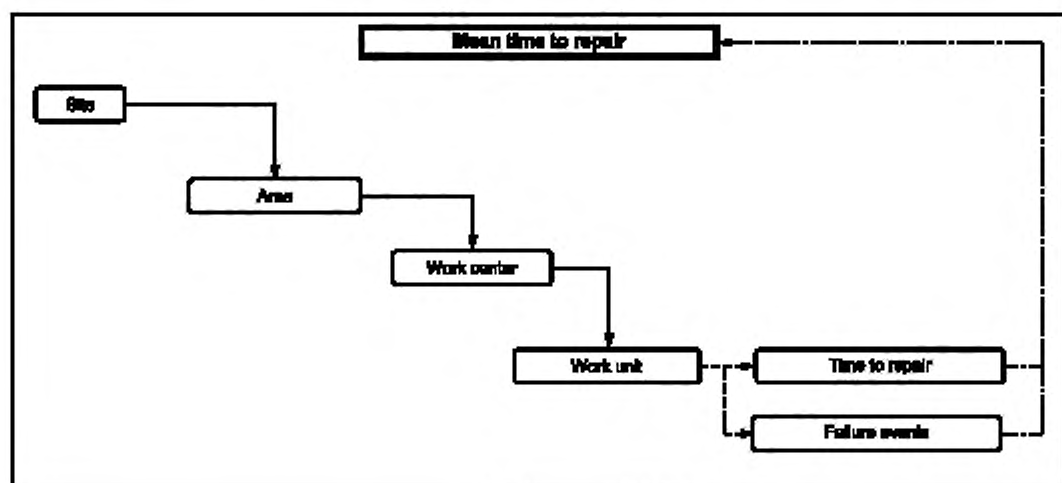 Mean time to repair
Site
Area
Work center
Work unit
Time to repair
Failure events